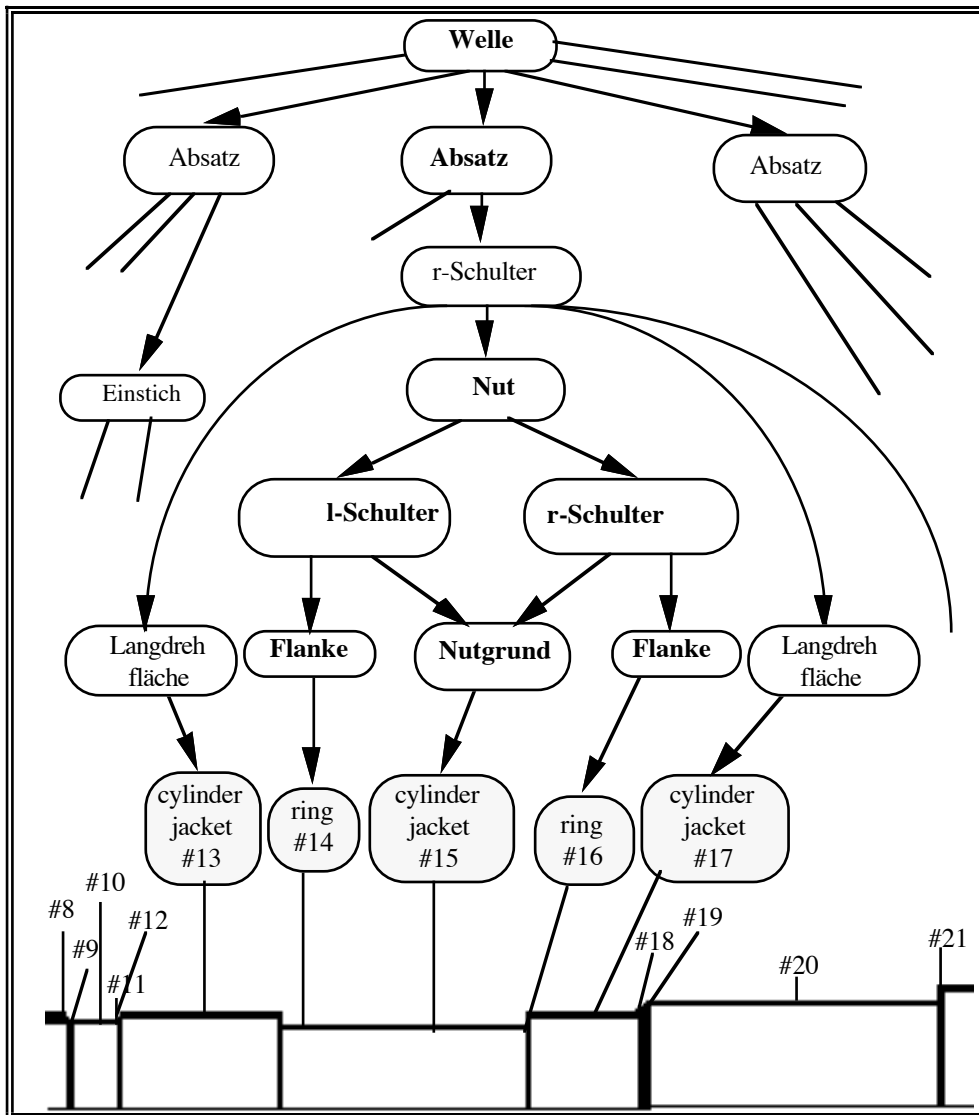 Welle
Absatz
Absatz
Absatz
r-Schulter
Einstich
Nut
l-Schulter
r-Schulter
Langdreh
fläche
Flanke
Nutgrund
Flanke
Langdreh
fläche
cylinder
jacket
#13
ring
#14
cylinder
jacket
#15
ring
#16
cylinder
jacket
#17
#8
#9
#10
#11
#12
#18
#19
#20
#21